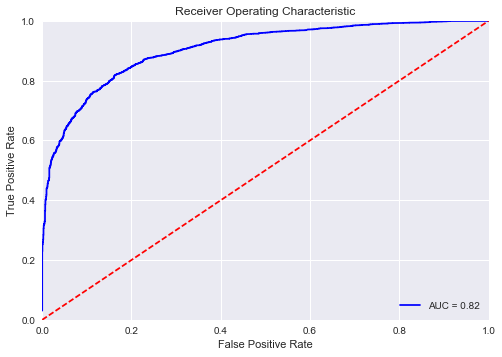 Receiver Operating Characteristic
1.0
0.8
0.6
0.4
0.2
0.0
True Positive Rate
AUC = 0.82
0.0 0.2 0.4 0.6 0.8 1.0
False Positive Rate